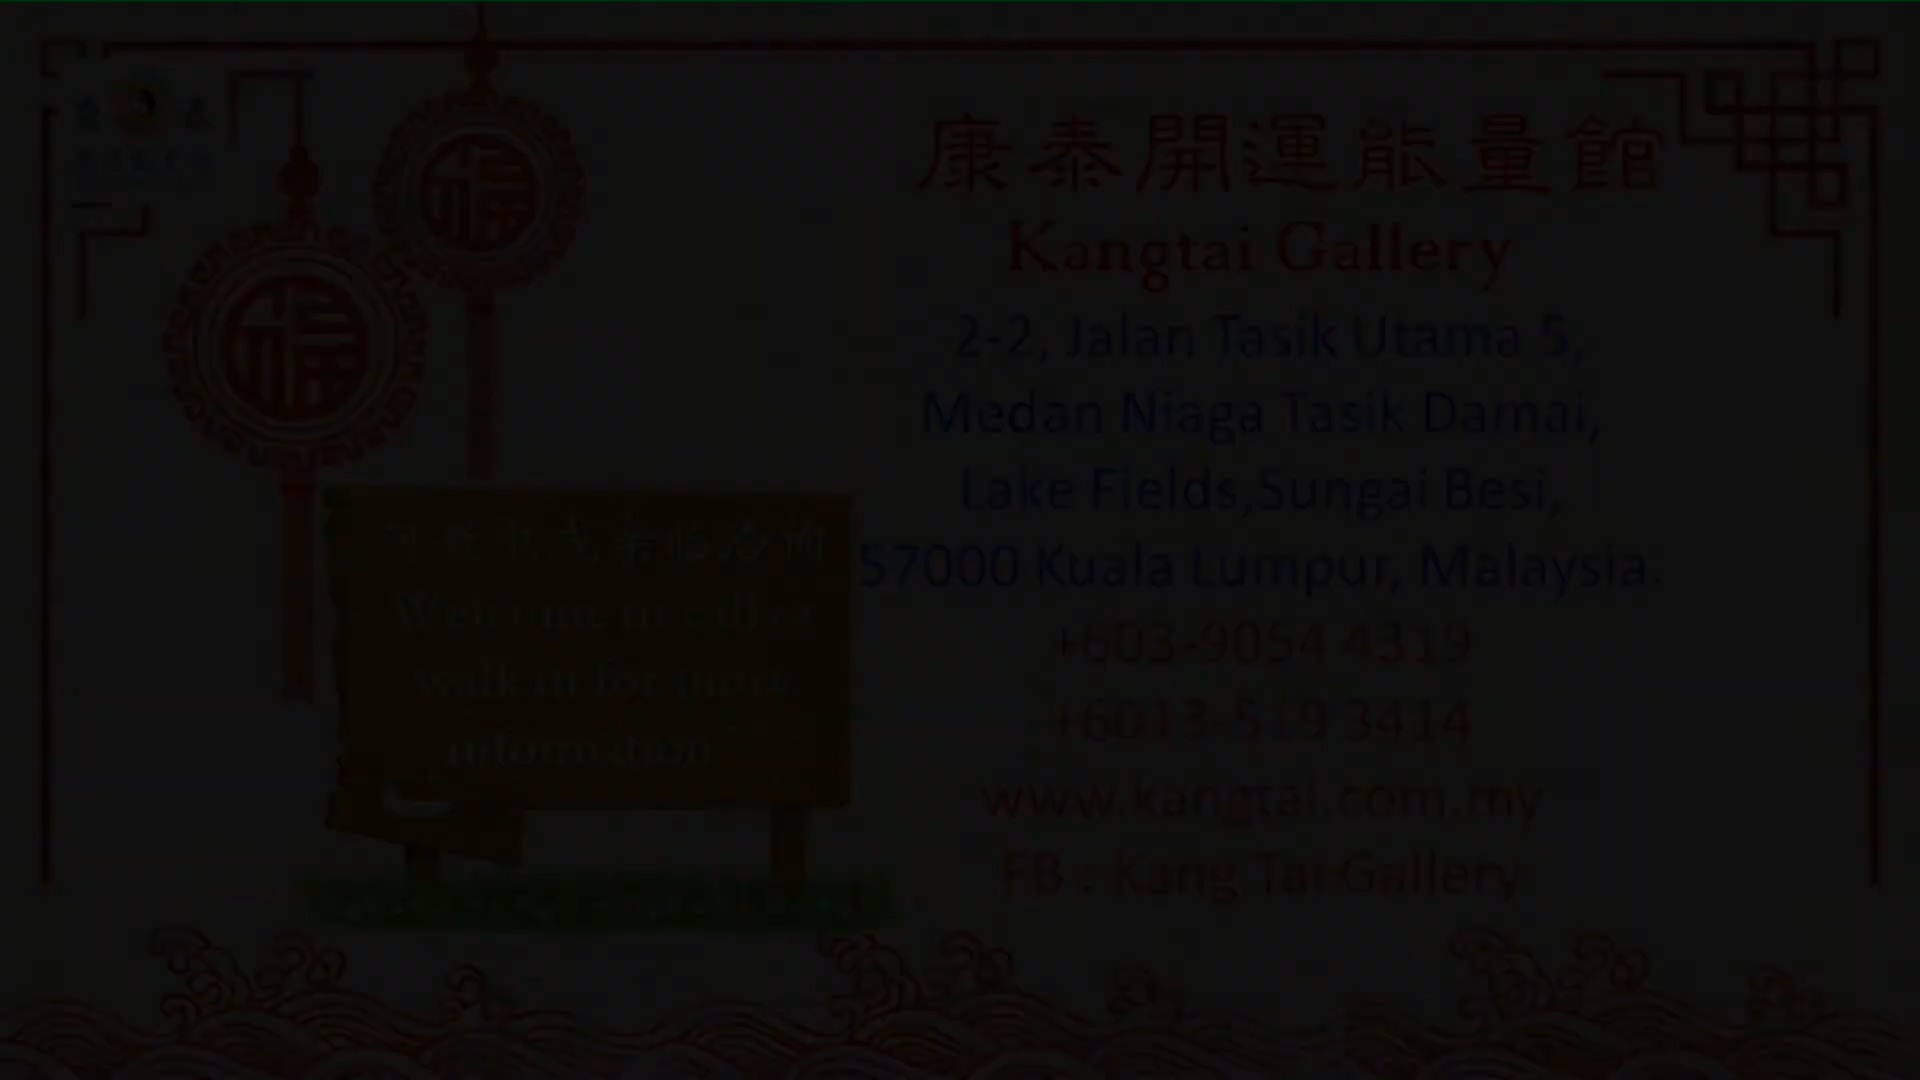 福
福
康泰開運能量館
Kangtai Gallery
2-2, Jalan Tasik Utama 5,
Medan Niaga Tasik Damai,
Lake Fields,Sungai Besi,
57000 Kuala Lumpur, Malaysia.
+603-9054 4319
+6013-519 3414
www.kangtai.com.my
FB : Kang Tai Gallery
Welcome to call or
walk in for more
information